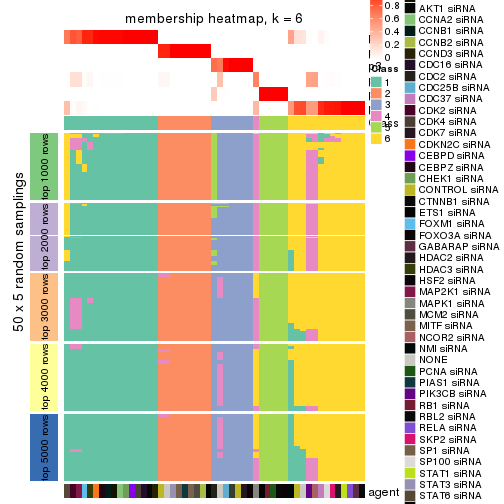 membership heatmap, k = 6
0.8
0.6
0.4
0.2
0
Class
1
2
3
4
5
6
50 x 5 random samplings
top 1000 rows
top 2000 rows
top 3000 rows
top 4000 rows
top 5000 rows
agent
AKT1 siRNA
CCNA2 siRNA
CCNB1 siRNA
CCNB2 siRNA
CCND3 siRNA
CDC16 siRNA
CDC2 siRNA
CDC25B siRNA
CDC37 siRNA
CDK2 siRNA
CDK4 siRNA
CDK7 siRNA
CDKN2C siRNA
CEBPD siRNA
CEBPZ siRNA
CHEK1 siRNA
CONTROL siRNA
CTNNB1 siRNA
ETS1 siRNA
FOXM1 siRNA
FOXO3A siRNA
GABARAP siRNA
HDAC2 siRNA
HDAC3 siRNA
HSF2 siRNA
MAP2K1 siRNA
MAPK1 siRNA
MCM2 siRNA
MITF siRNA
NCOR2 siRNA
NMI siRNA
NONE
PCNA siRNA
PIAS1 siRNA
PIK3CB siRNA
RB1 siRNA
RBL2 siRNA
RELA siRNA
SKP2 siRNA
SP1 siRNA
SP100 siRNA
STAT1 siRNA
STAT3 siRNA
STAT6 siRNA